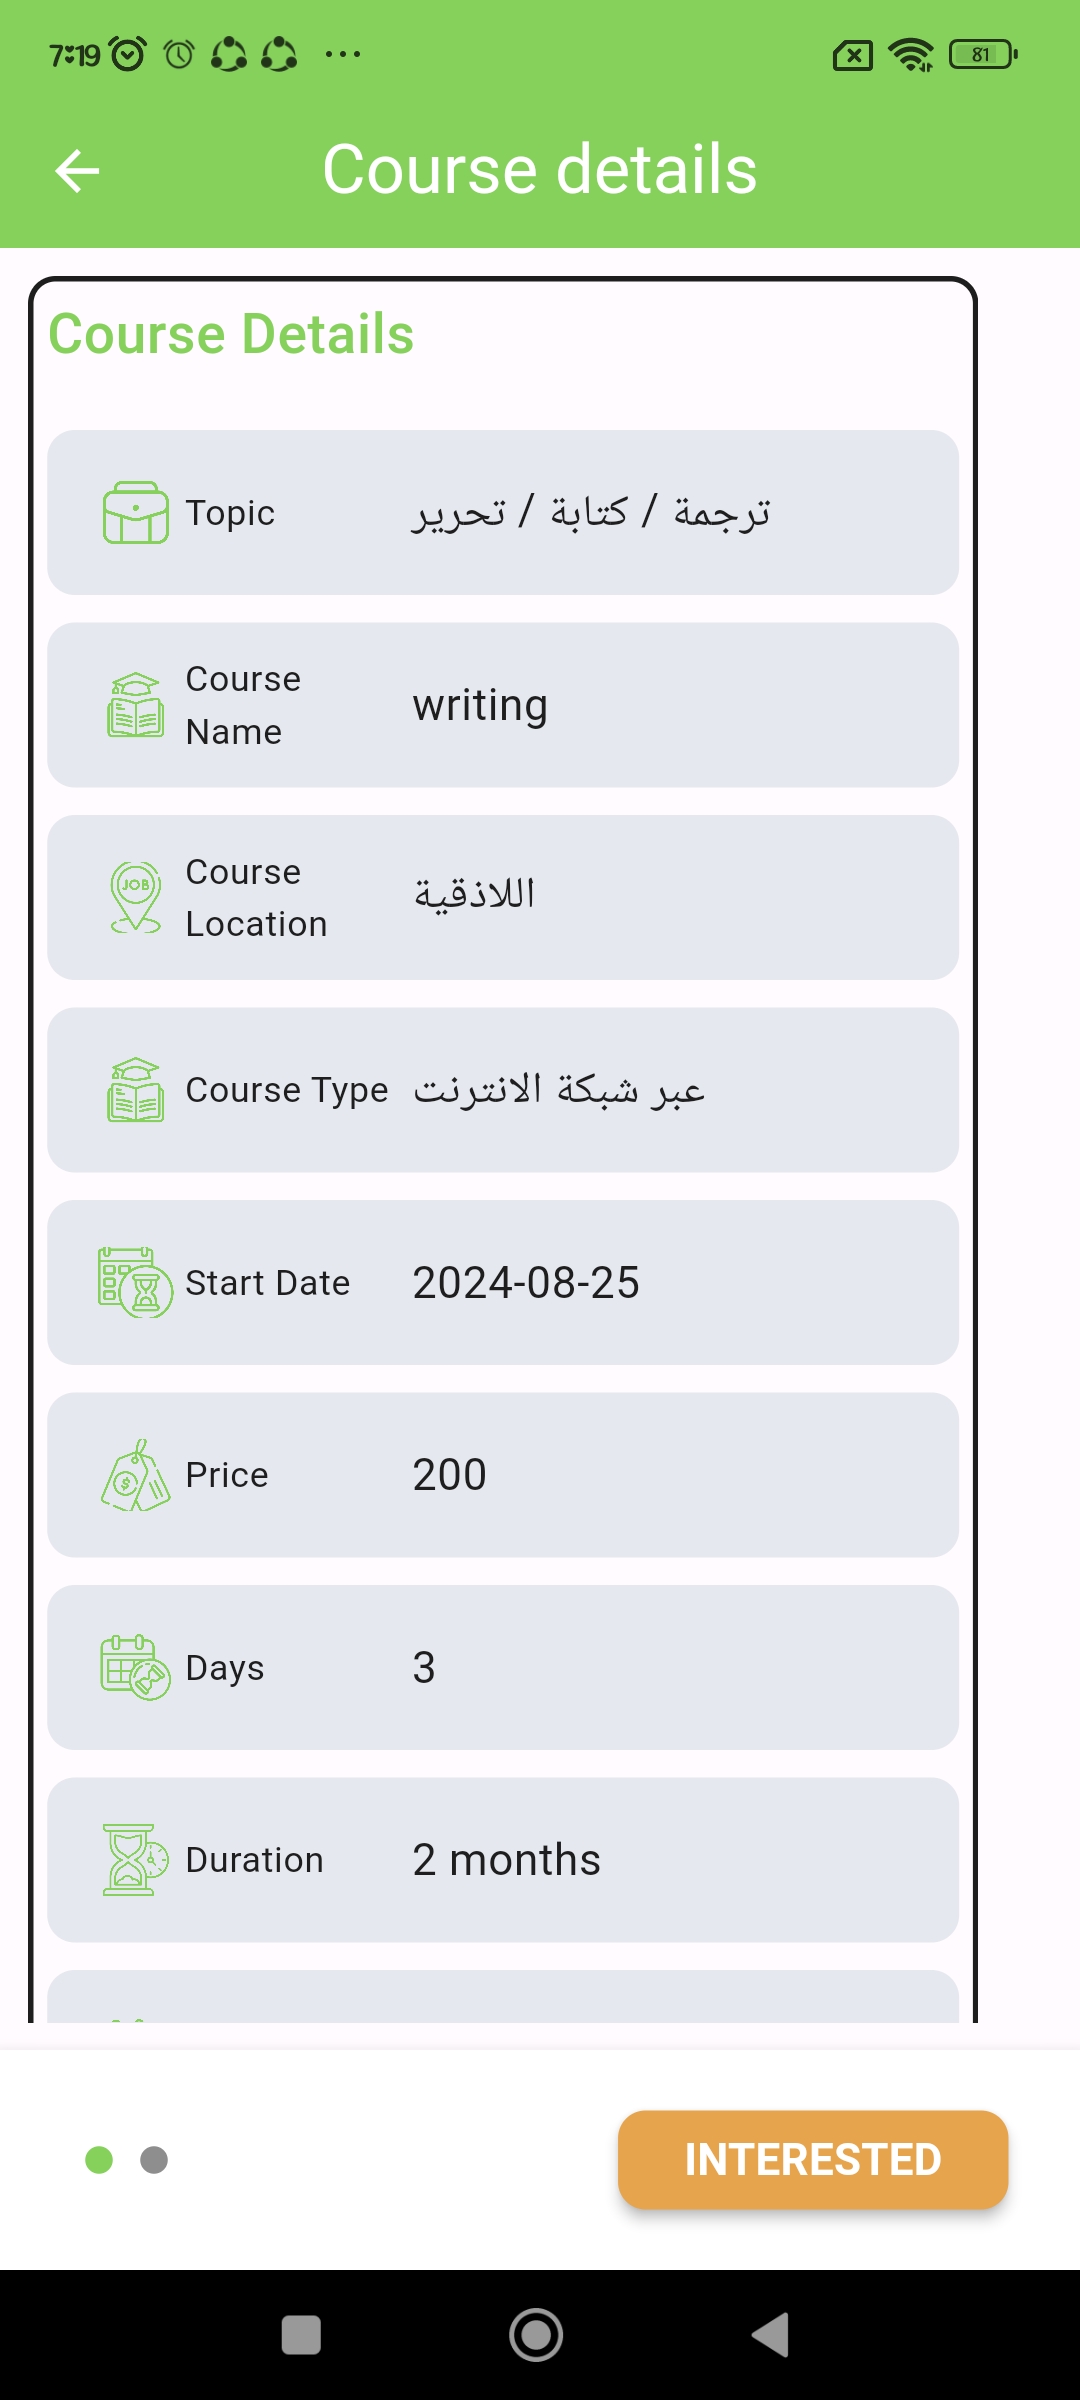 7:19
81
Course details
Course Details
Topic
ترجمة / كتابة / تحرير
Course
Name
writing
Course
Location
اللاذقية
Course Type
عبر شبكة الانترنت
Start Date
2024-08-25
Price
200
Days
3
Duration
2 months
INTERESTED
JOB
$